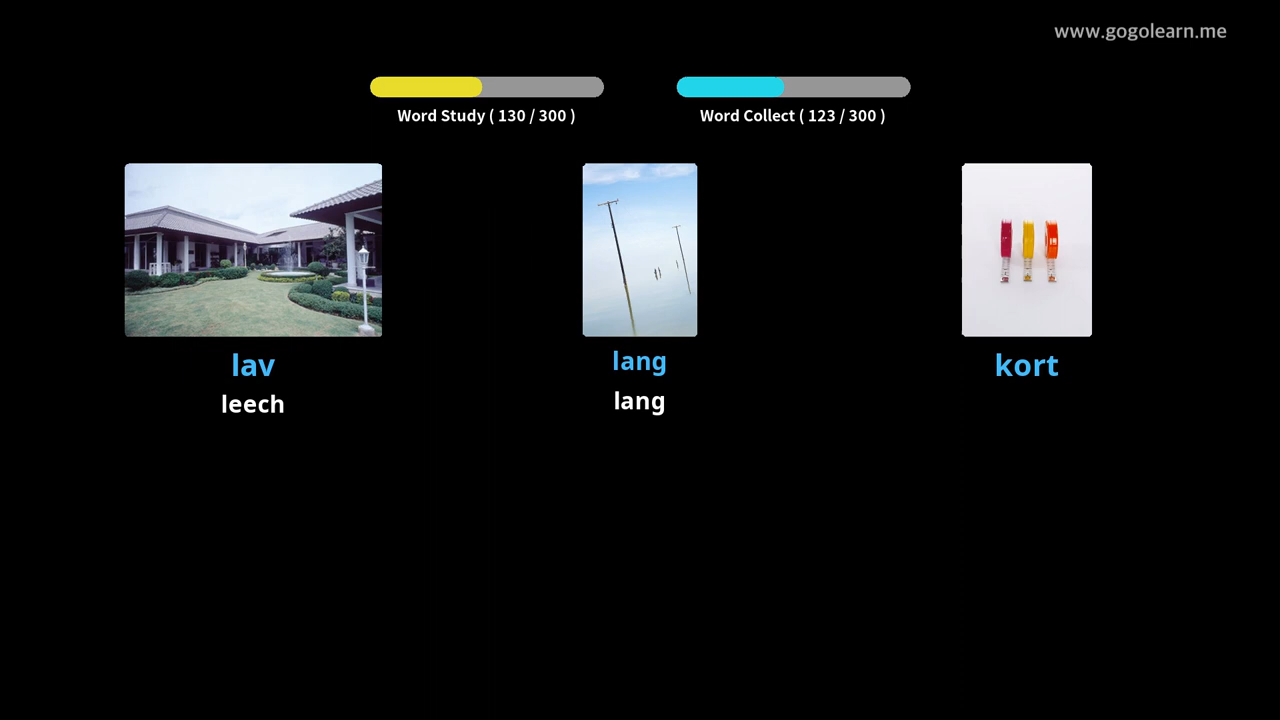 www.gogolearn.me
Word Study ( 130 / 300 )
Word Collect ( 123 / 300 )
lav
leech
lang
lang
kort